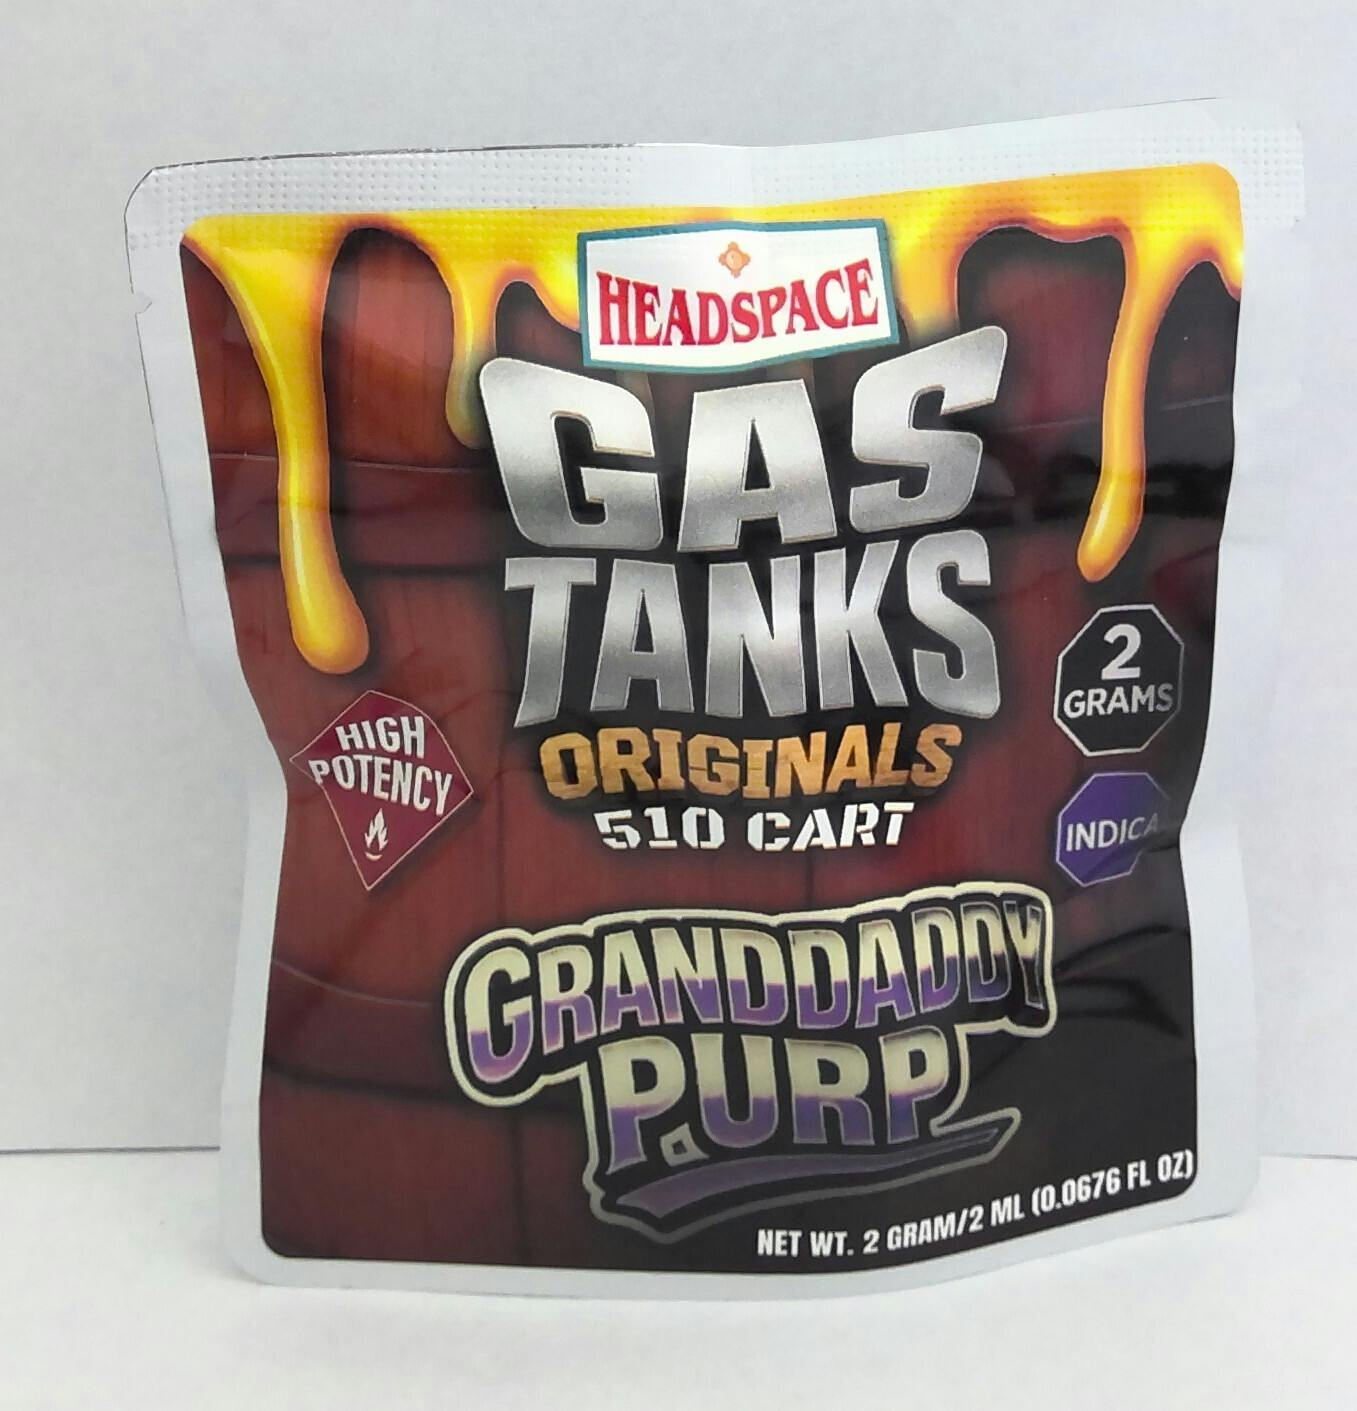 HEADSPACE
GAS
TANKS
ORIGINALS
510 CART
HIGH
POTENCY
2
GRAMS
INDICA
GRANDDADDY
PURP
NET WT. 2 GRAM/2 ML (0.0676 FL OZ)